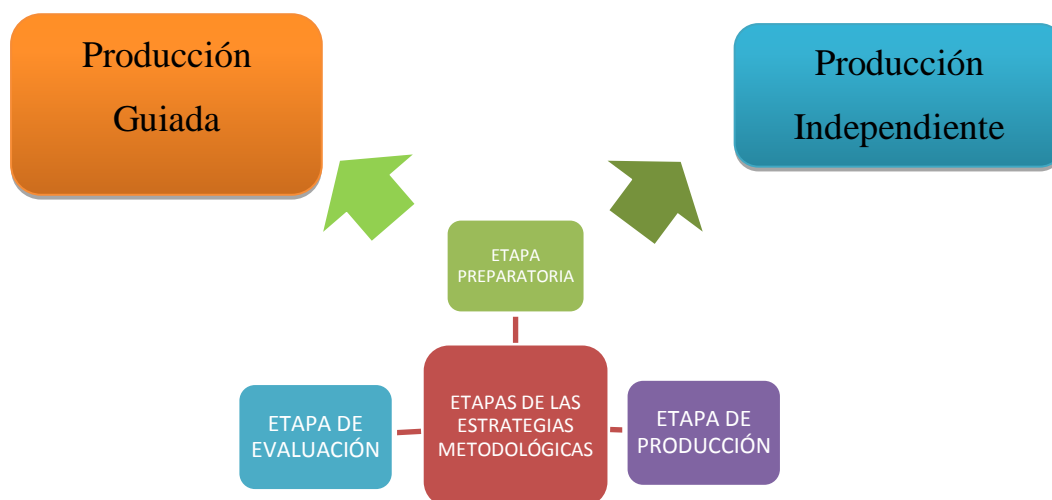 Producción
Guiada
Producción
Independiente
ETAPA
PREPARATORIA
ETAPA DE
EVALUACIÓN
ETAPAS DE LAS
ESTRATEGIAS
METODOLÓGICAS
ETAPA DE
PRODUCCIÓN